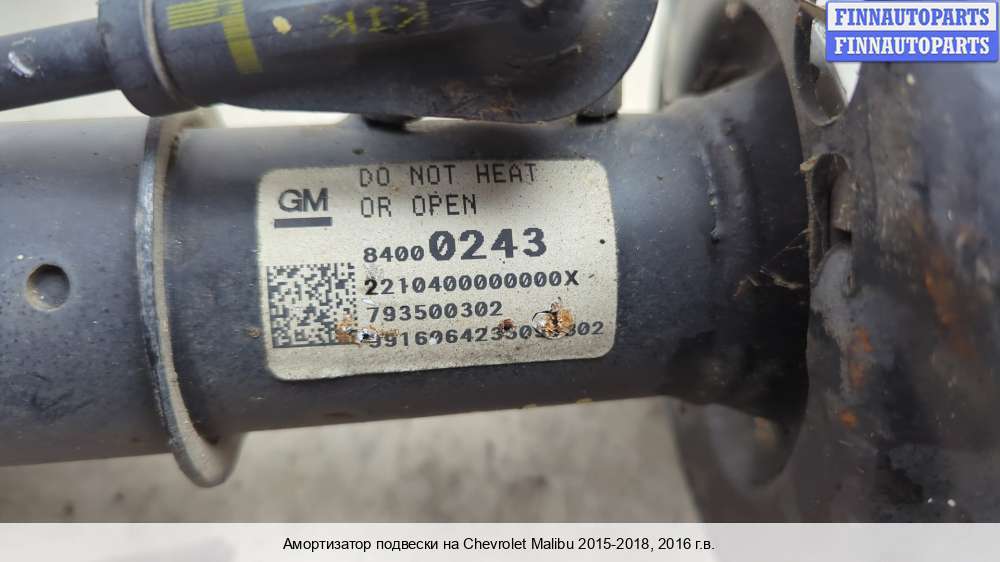 FINNAUTOPARTS
FINNAUTOPARTS
KIK
GM
DO NOT HEAT
OR OPEN
84000243
2210400000000X
793500302
Амортизатор подвески на Chevrolet Malibu 2015-2018, 2016 г.в.